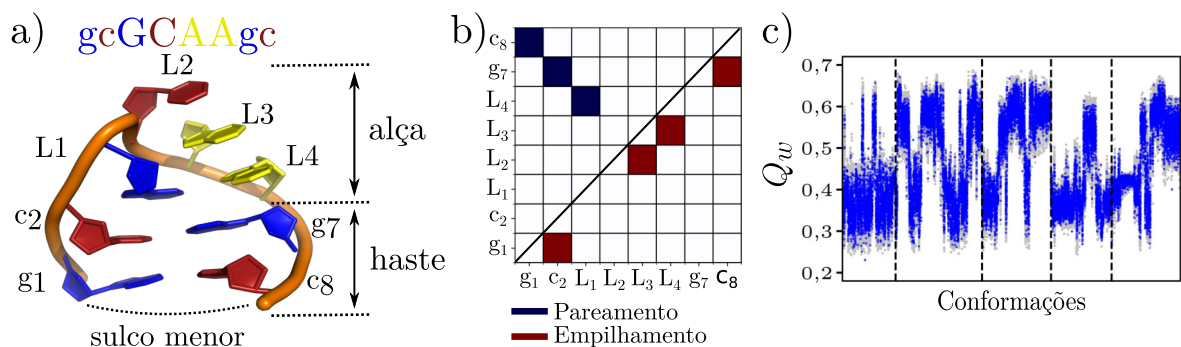 a)
gcGCAAgc
L2
L3
L1
L4
alça
c2
g7
haste
g1
c8
sulco menor
b)
c₈
g₇
L₄
L₃
L₂
L₁
c₂
g₁
g₁ c₂ L₁ L₂ L₃ L₄ g₇ c₈
Pareamento
Empilhamento
c)
0,7
0,6
0,5
0,4
0,3
0,2
Qw
Conformações